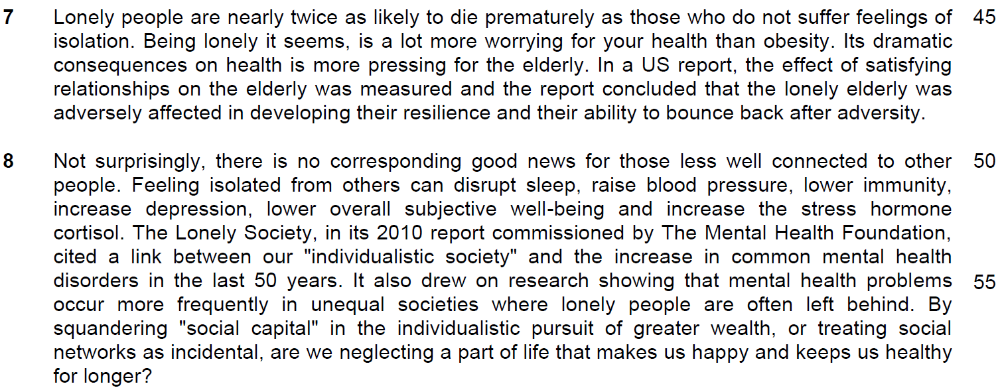 7 Lonely people are nearly twice as likely to die prematurely as those who do not suffer feelings of 45
isolation. Being lonely it seems, is a lot more worrying for your health than obesity. Its dramatic
consequences on health is more pressing for the elderly. In a US report, the effect of satisfying
relationships on the elderly was measured and the report concluded that the lonely elderly was
adversely affected in developing their resilience and their ability to bounce back after adversity.
8 Not surprisingly, there is no corresponding good news for those less well connected to other 50
people. Feeling isolated from others can disrupt sleep, raise blood pressure, lower immunity,
increase depression, lower overall subjective well-being and increase the stress hormone
cortisol. The Lonely Society, in its 2010 report commissioned by The Mental Health Foundation,
cited a link between our "individualistic society" and the increase in common mental health
disorders in the last 50 years. It also drew on research showing that mental health problems 55
occur more frequently in unequal societies where lonely people are often left behind. By
squandering "social capital" in the individualistic pursuit of greater wealth, or treating social
networks as incidental, are we neglecting a part of life that makes us happy and keeps us healthy
for longer?